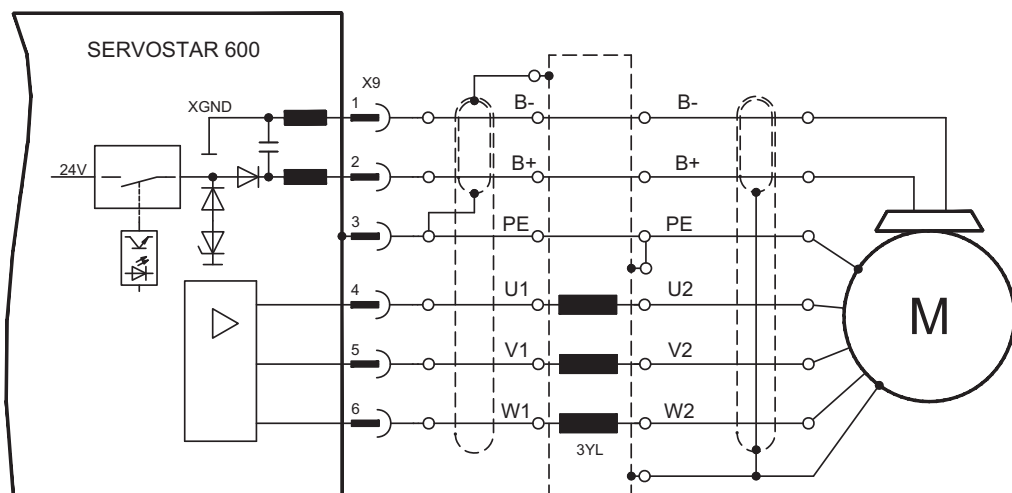 SERVOSTAR 600
X9
XGND
1
B-
B-
24V
2
B+
B+
3
PE
PE
4
U1
U2
M
5
V1
V2
6
W1
W2
3YL